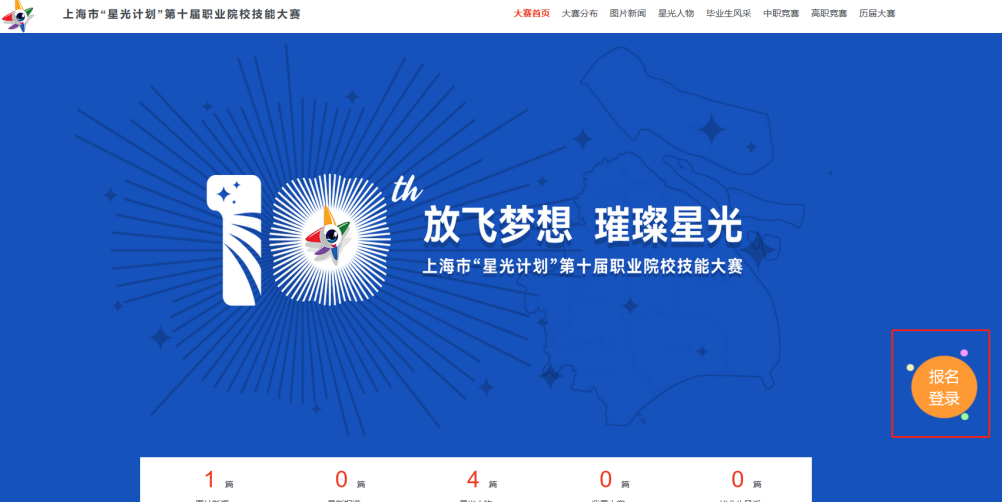 上海市“星光计划”第十届职业院校技能大赛
大赛首页 大赛分布 图片新闻 星光人物 毕业生风采 中职竞赛 高职竞赛 历届大赛
10th
放飞梦想 璀璨星光
上海市“星光计划”第十届职业院校技能大赛
报名
登录
1 篇 0 篇 4 篇 0 篇 0 篇